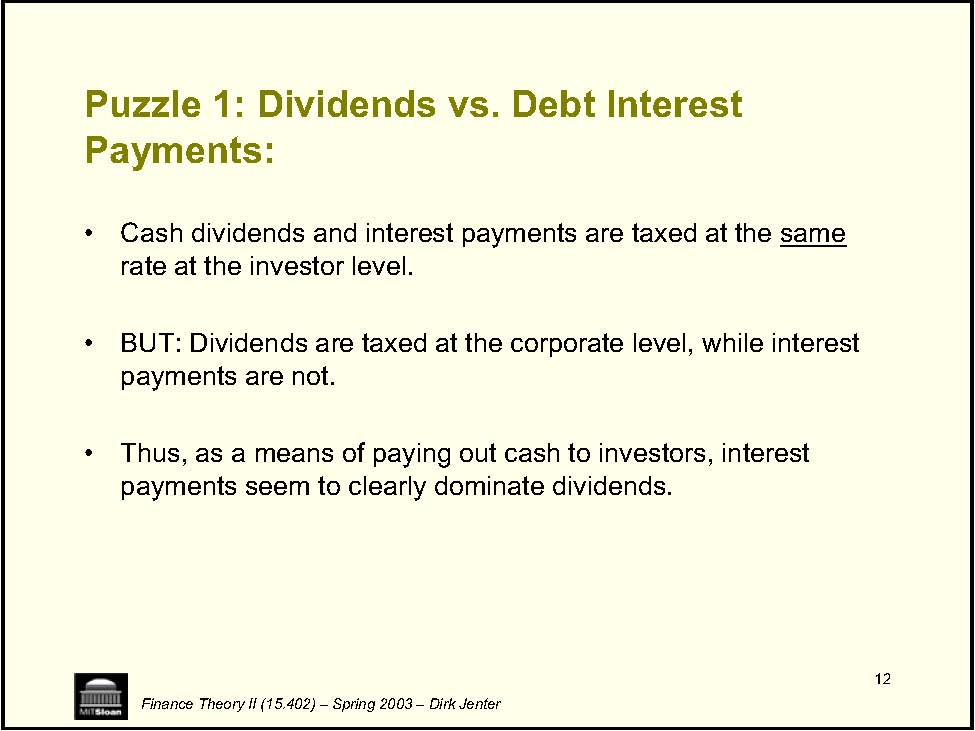 Puzzle 1: Dividends vs. Debt Interest
Payments:
• Cash dividends and interest payments are taxed at the same
rate at the investor level.
• BUT: Dividends are taxed at the corporate level, while interest
payments are not.
• Thus, as a means of paying out cash to investors, interest
payments seem to clearly dominate dividends.
12
MITSloan
Finance Theory II (15.402) – Spring 2003 – Dirk Jenter